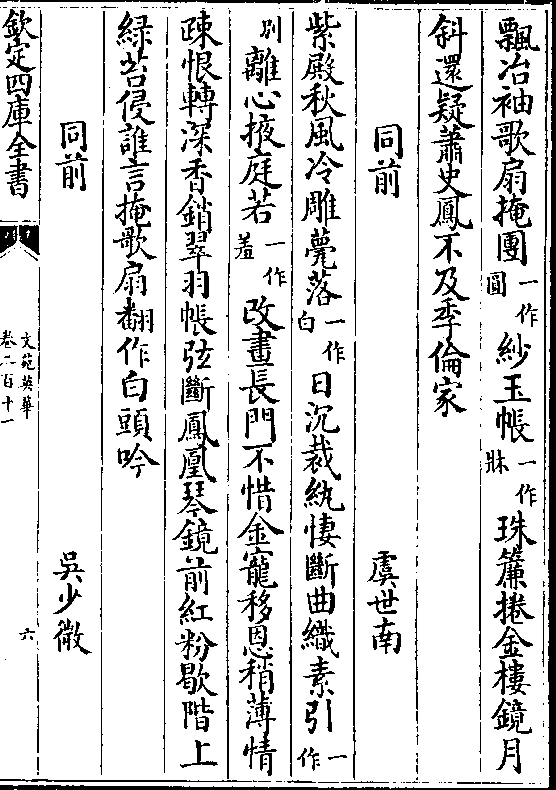 飄冶袖歌扇掩團一作圓紗玉帳一作牀珠簾捲金樓鏡月
斜還疑蕭史鳳不及季倫家
同前 虞世南
紫殿秋風冷雕甍落一作白日沉裁紈悽斷曲織素引一作
别離心掖庭若一作羞改畫長門不惜金寵移恩稍薄情
疎恨轉深香銷翠羽帳弦斷鳳凰琴鏡前紅粉歇階上
緑苔侵誰言掩歌扇翻作白頭吟
同前 吳少微
欽定四庫全書
文苑英華
卷二百十一
六